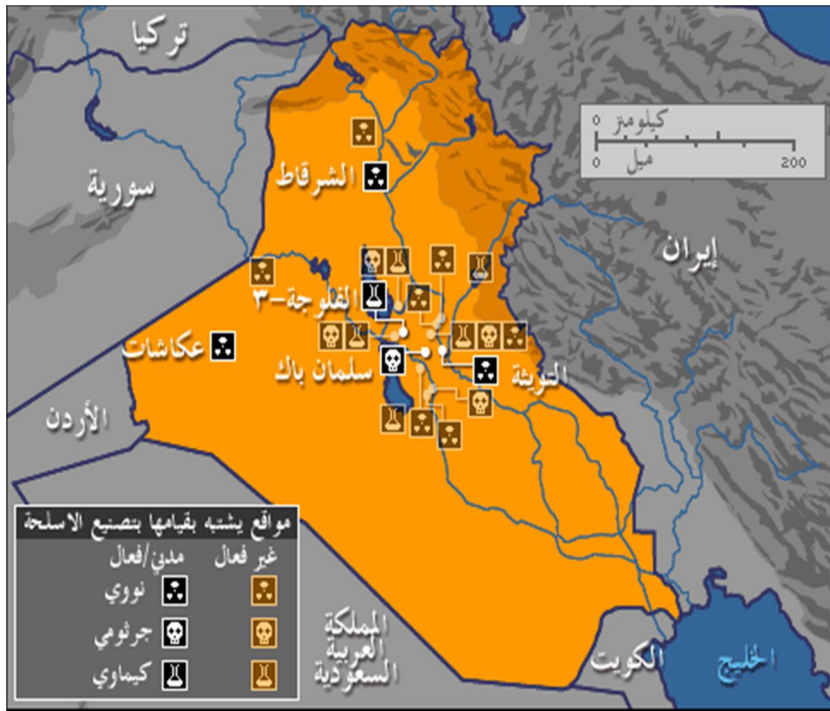 تركيا
سورية
إيران
0 كيلومتر
0 ميل 200
الشرقاط
الفلوجة-٣
عكاشات
سلمان باك
التويثة
الأردن
مواقع يشتبه بقيامها بتصنيع الاسلحة
مدني/فعال غير فعال
نووي
جرثومي
كيماوي
المملكة
العربية
السعودية
الكويت
الخليج